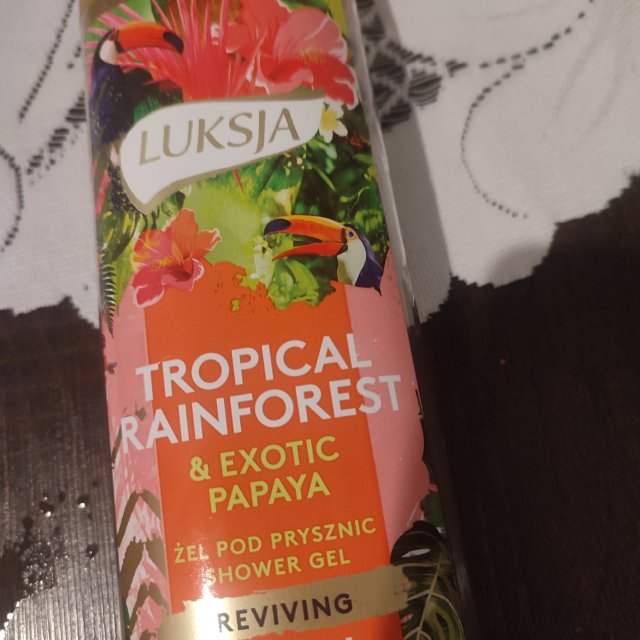 LUKSJA
TROPICAL
RAINFOREST
& EXOTIC
PAPAYA
ŻEL POD PRYSZNIC
SHOWER GEL
REVIVING